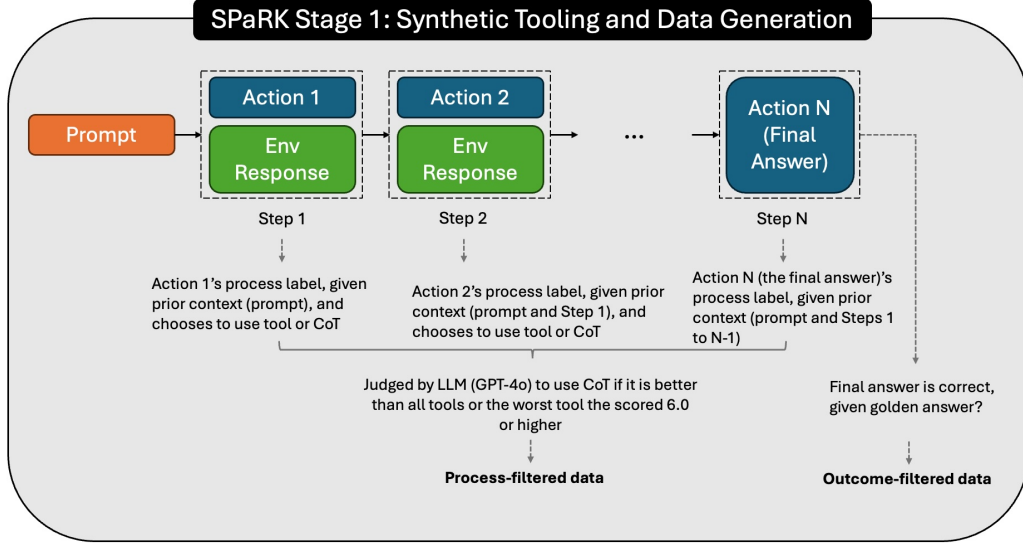 SPaRK Stage 1: Synthetic Tooling and Data Generation
Prompt
Action 1
Env
Response
Step 1
Action 2
Env
Response
Step 2
...
Action N
(Final
Answer)
Step N
Action 1's process label, given
prior context (prompt), and
chooses to use tool or CoT
Action 2's process label, given prior
context (prompt and Step 1), and
chooses to use tool or CoT
Action N (the final answer)'s
process label, given prior
context (prompt and Steps 1
to N-1)
Judged by LLM (GPT-4o) to use CoT if it is better
than all tools or the worst tool the scored 6.0
or higher
Process-filtered data
Final answer is correct,
given golden answer?
Outcome-filtered data